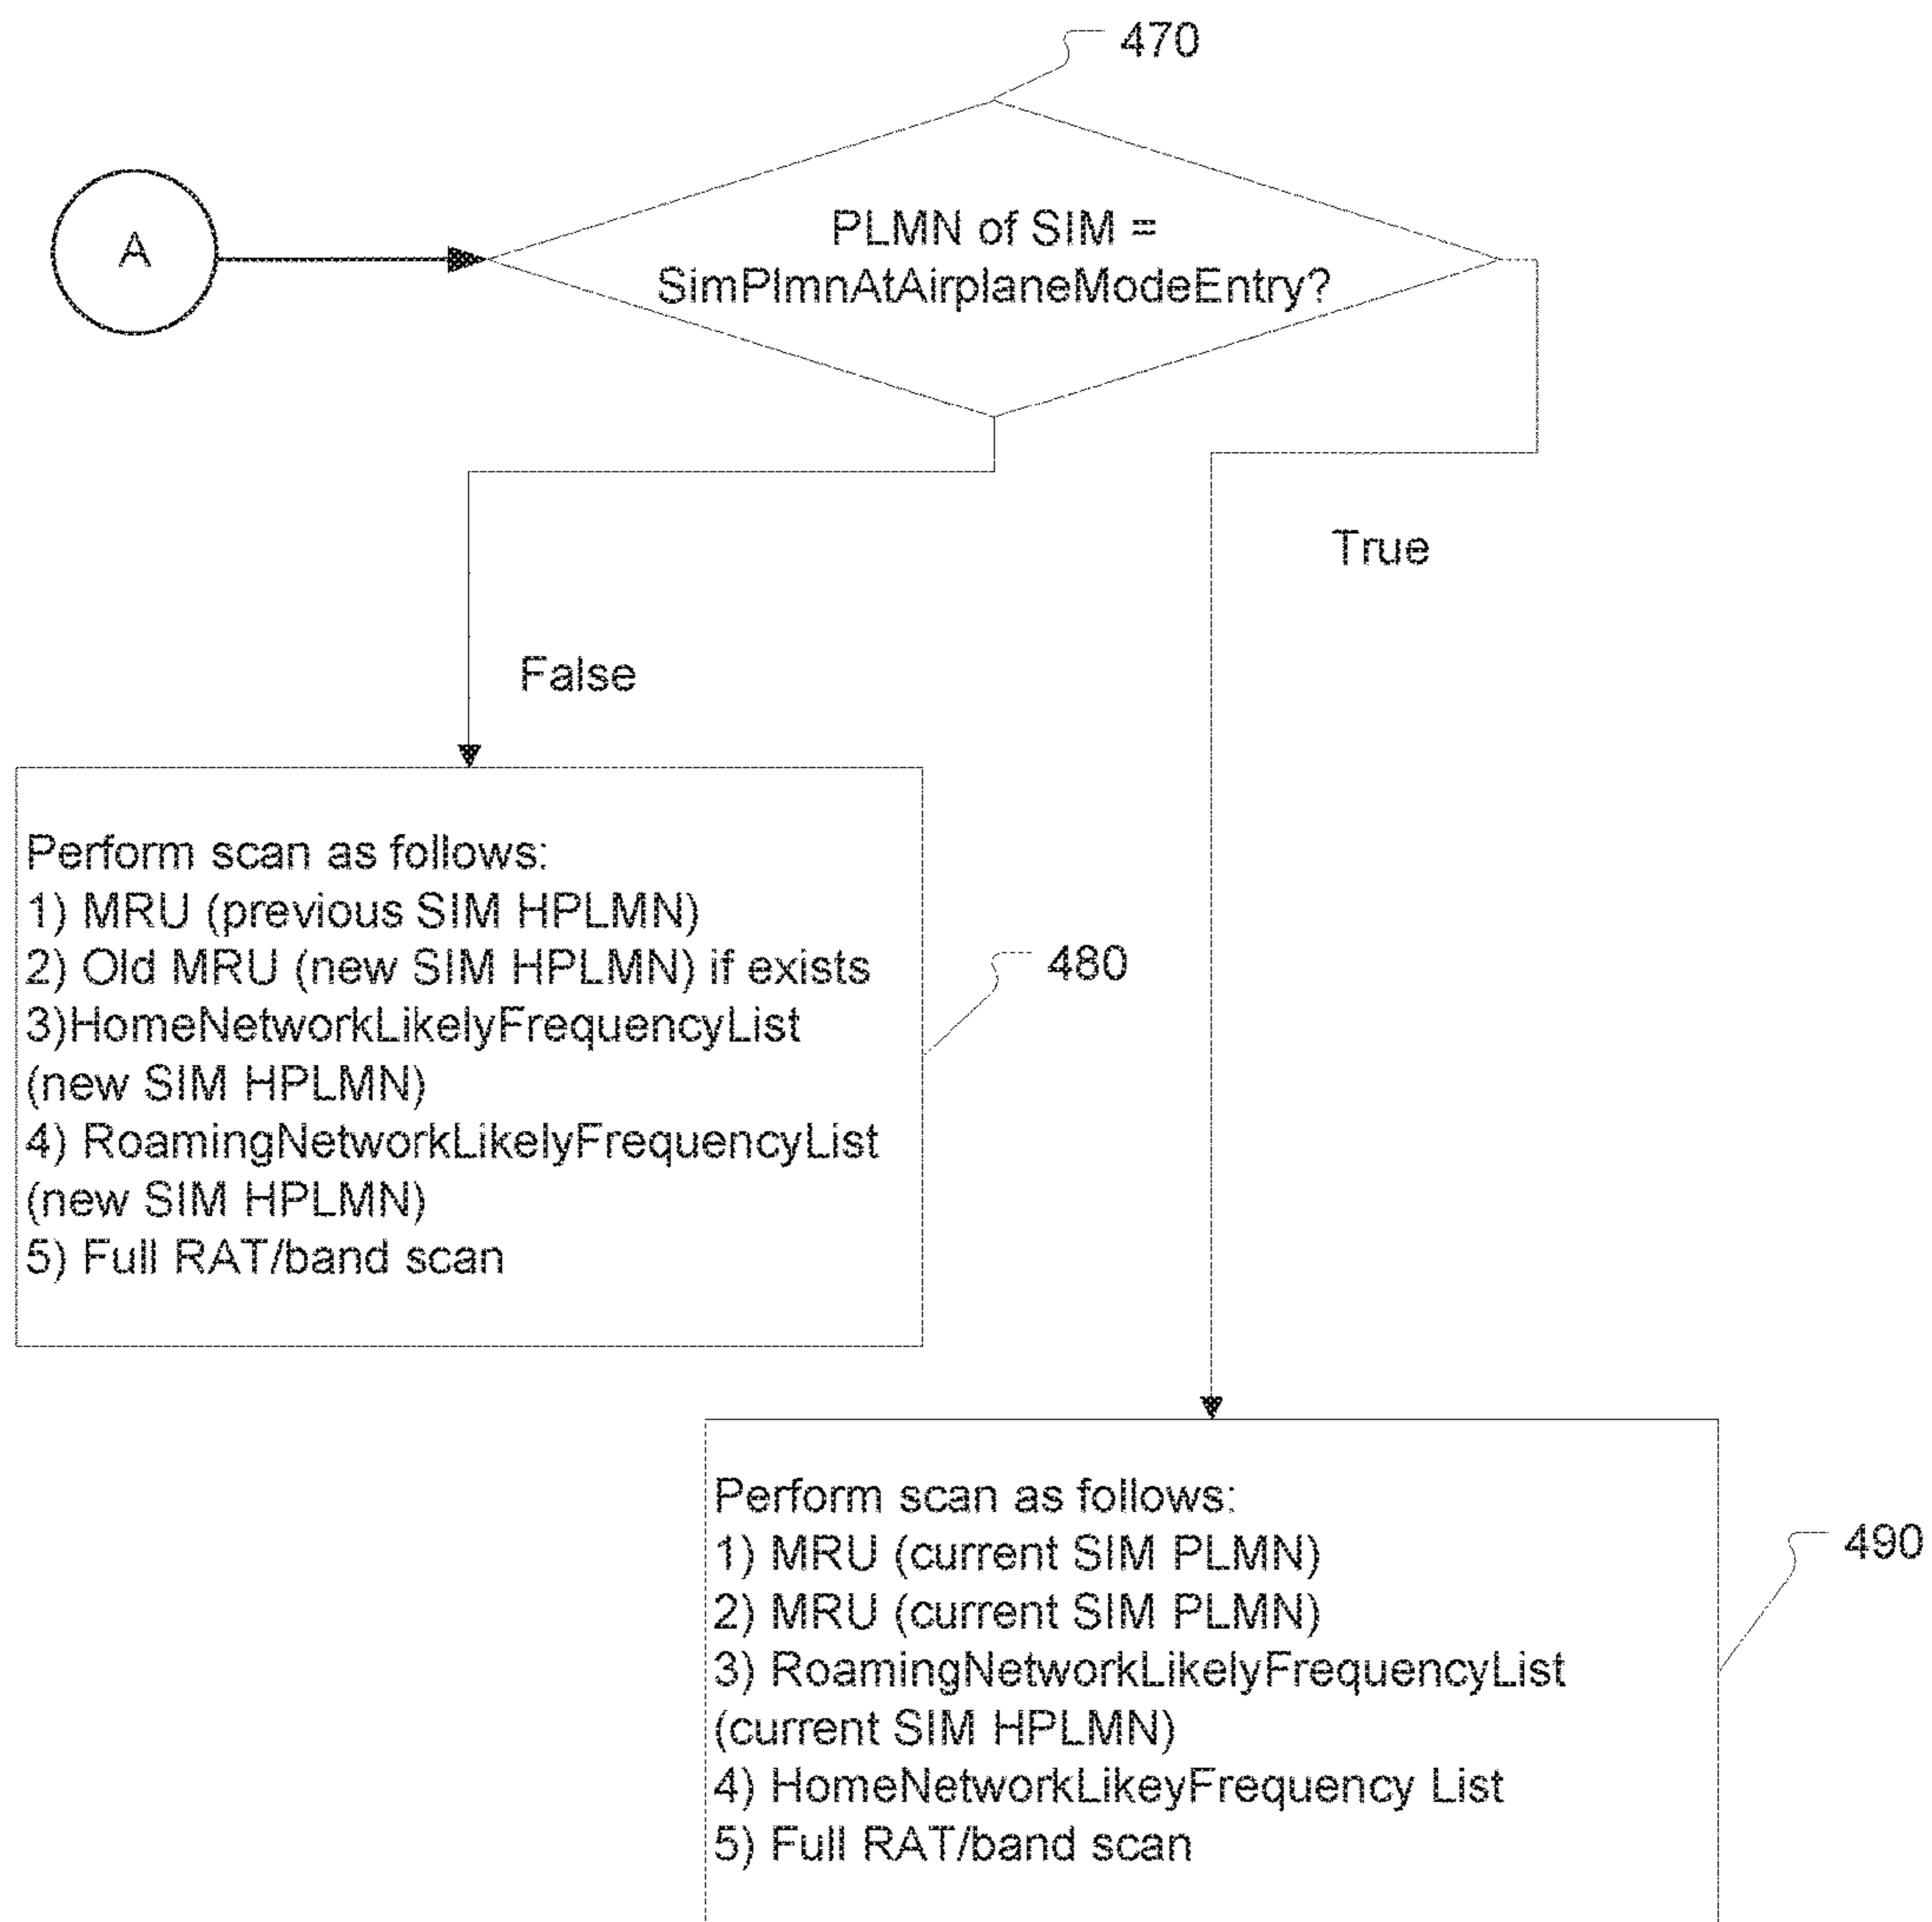 470
A
PLMN of SIM =
SimPlmnAtAirplaneModeEntry?
True
False
Perform scan as follows:
1) MRU (previous SIM HPLMN)
2) Old MRU (new SIM HPLMN) if exists
3)HomeNetworkLikelyFrequencyList
(new SIM HPLMN)
4) RoamingNetworkLikelyFrequencyList
(new SIM HPLMN)
5) Full RAT/band scan
480
Perform scan as follows:
1) MRU (current SIM PLMN)
2) MRU (current SIM PLMN)
3) RoamingNetworkLikelyFrequencyList
(current SIM HPLMN)
4) HomeNetworkLikeyFrequency List
5) Full RAT/band scan
490